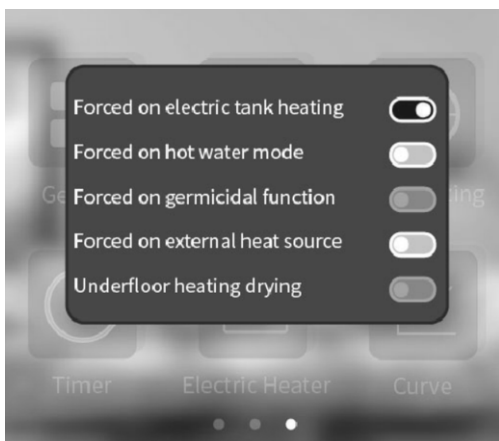 Forced on electric tank heating
Forced on hot water mode
Forced on germicidal function
Forced on external heat source
Underfloor heating drying
Timer
Electric Heater
Curve